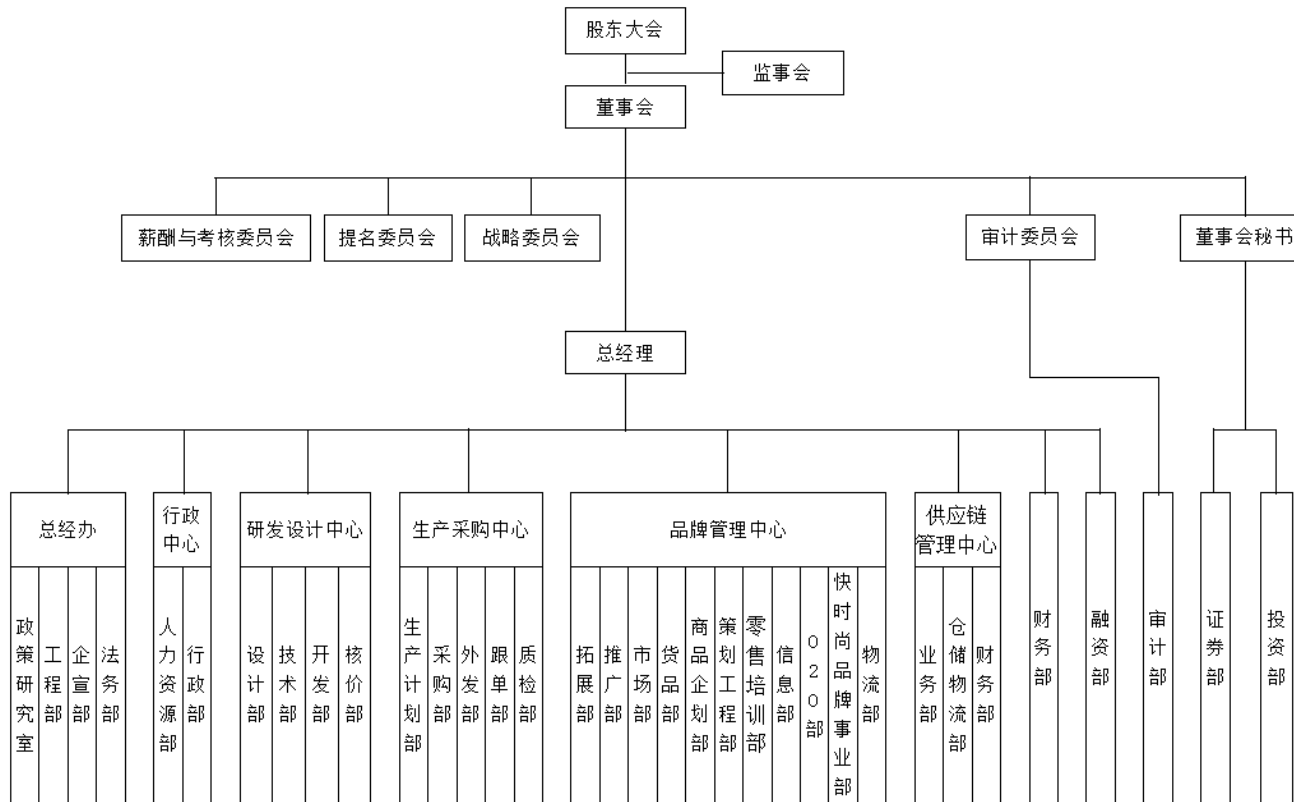 股东大会
监事会
董事会
薪酬与考核委员会
提名委员会
战略委员会
审计委员会
董事会秘书
总经理
总经办
行政
中心
研发设计中心
生产采购中心
品牌管理中心
供应链
管理中心
政策研究室
工程部
企宣部
法务部
人力资源部
行政部
设计部
技术部
开发部
核价部
生产计划部
采购部
外发部
跟单部
质检部
拓展部
推广部
市场部
货品部
商品企划部
策划工程部
零售培训部
信息部
O2O部
快时尚品牌事业部
物流部
业务部
仓储物流部
财务部
财务部
融资部
审计部
证券部
投资部